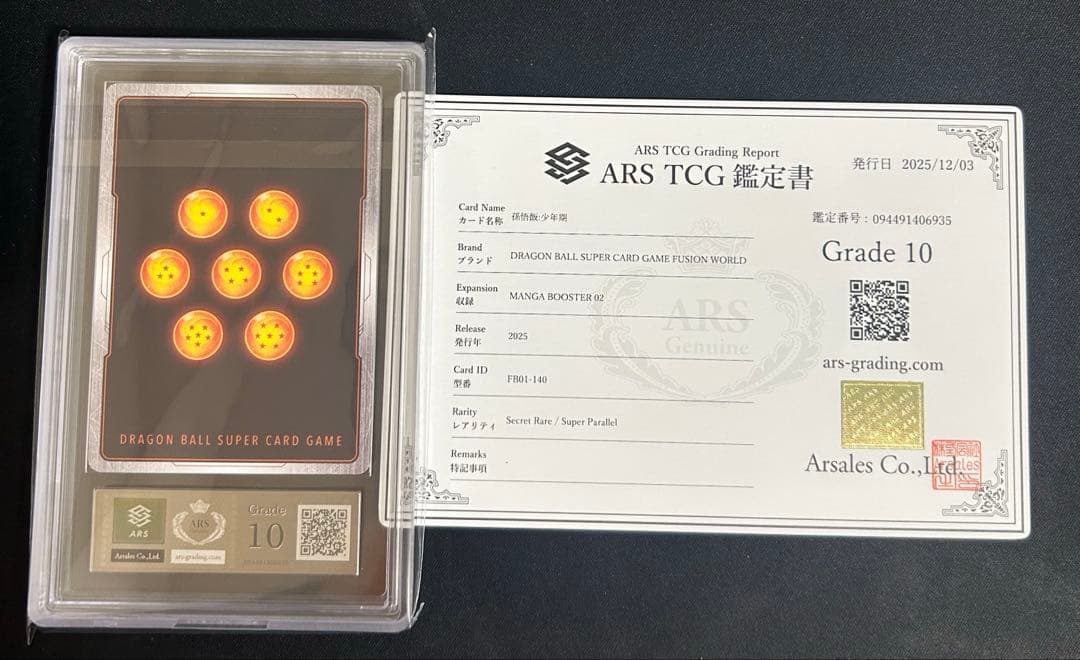 DRAGON BALL SUPER CARD GAME
ARS
Arsales Co.,Ltd.
ARS
ars-grading.com
Grade
10
ARS TCG Grading Report
ARS TCG 鑑定書
発行日 2025/12/03
Card Name
カード名称 孫悟飯:少年期
Brand
ブランド DRAGON BALL SUPER CARD GAME FUSION WORLD
Expansion
収録 MANGA BOOSTER 02
Release
発行年 2025
Card ID
型番 FB01-140
Rarity
レアリティ Secret Rare / Super Parallel
Remarks
特記事項
ARS
Genuine
鑑定番号:094491406935
Grade 10
ars-grading.com
Arsales Co.,Ltd.